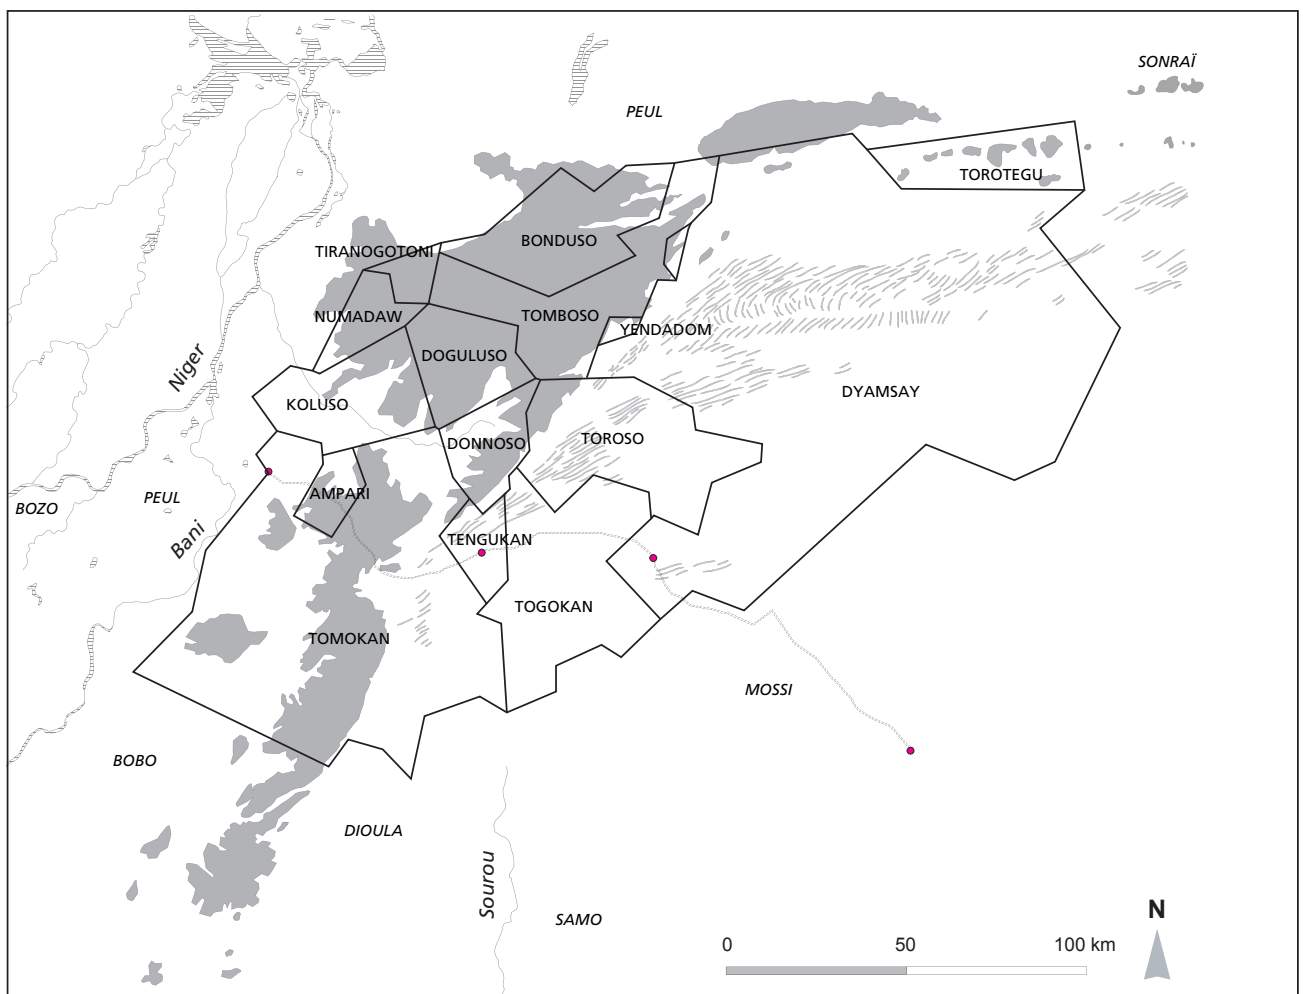 SONRAÏ
PEUL
TOROTEGU
BONDUSO
TIRANOGOTONI
NUMADAW
TOMBOSO
YENDADOM
DOGULUSO
Niger
DYAMSAY
KOLUSO
DONNOSO
TOROSO
AMPARI
PEUL
BOZO
Bani
TENGUKAN
TOGOKAN
TOMOKAN
MOSSI
BOBO
DIOULA
Sourou
SAMO
N
0 50 100 km